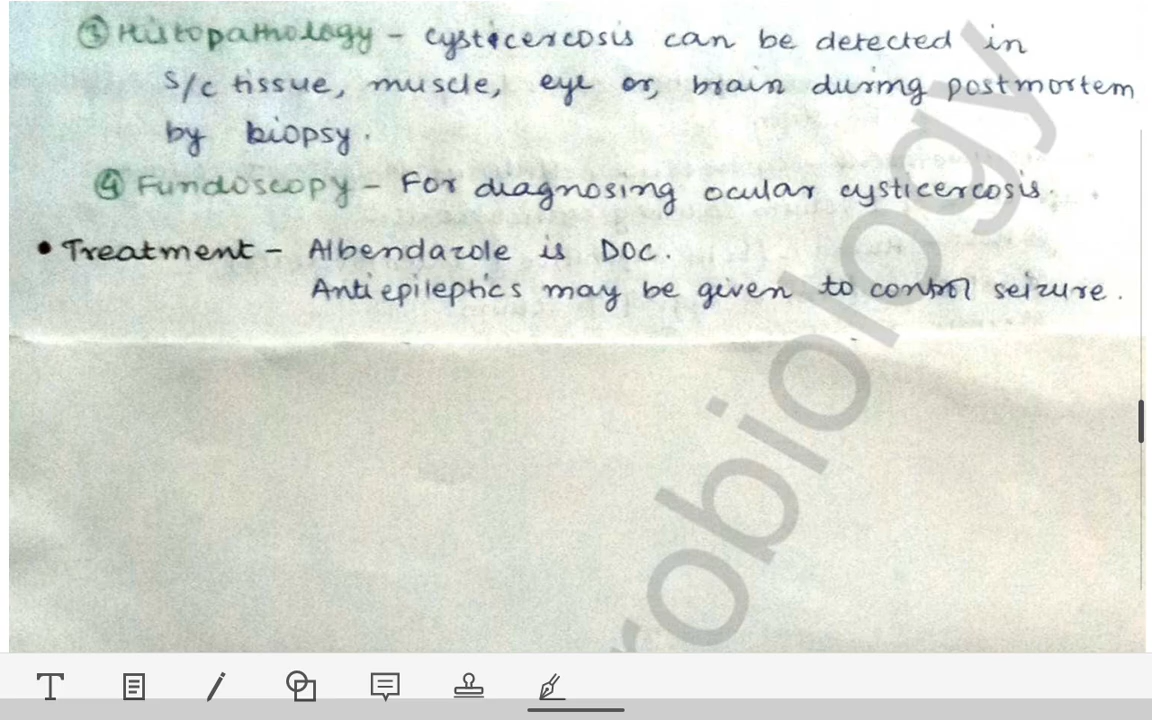 ③ Histopathology - cysticercosis can be detected in
s/c tissue, muscle, eye or, brain during postmortem
by biopsy.
④ Fundoscopy - For diagnosing ocular cysticercosis.
• Treatment - Albendazole is DOC.
Antiepileptics may be given to control seizure.
robiology
T